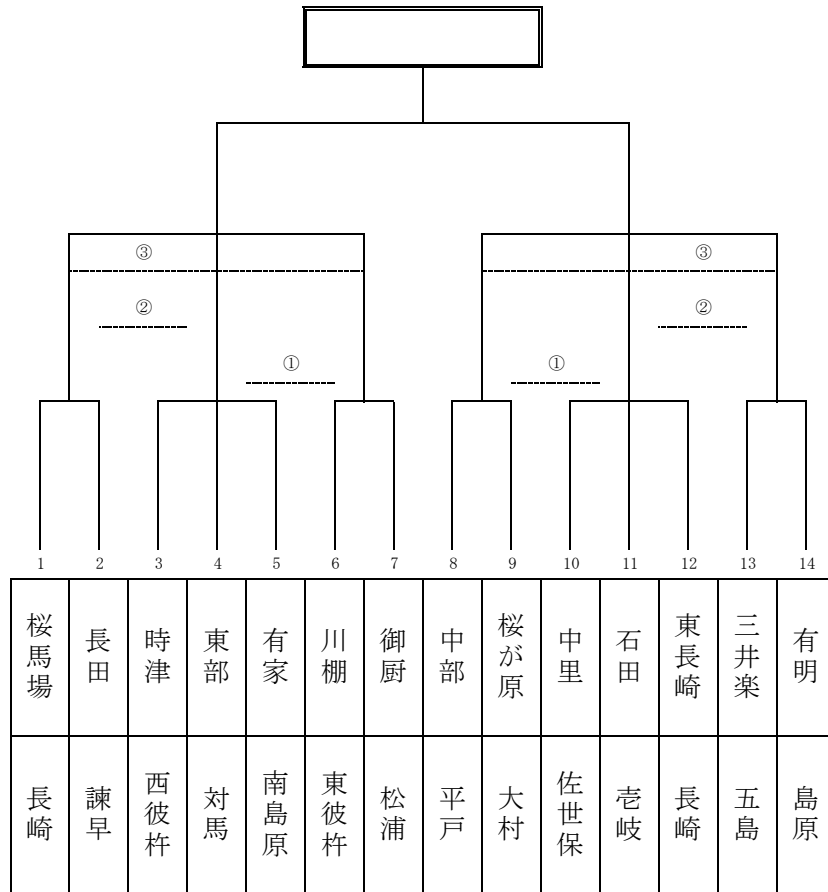 ③ ③
② ②
① ①
1 2 3 4 5 6 7 8 9 10 11 12 13 14
桜馬場 長田 時津 東部 有家 川棚 御厨 中部 桜が原 中里 石田 東長崎 三井楽 有明
長崎 諫早 西彼杵 対馬 南島原 東彼杵 松浦 平戸 大村 佐世保 壱岐 長崎 五島 島原